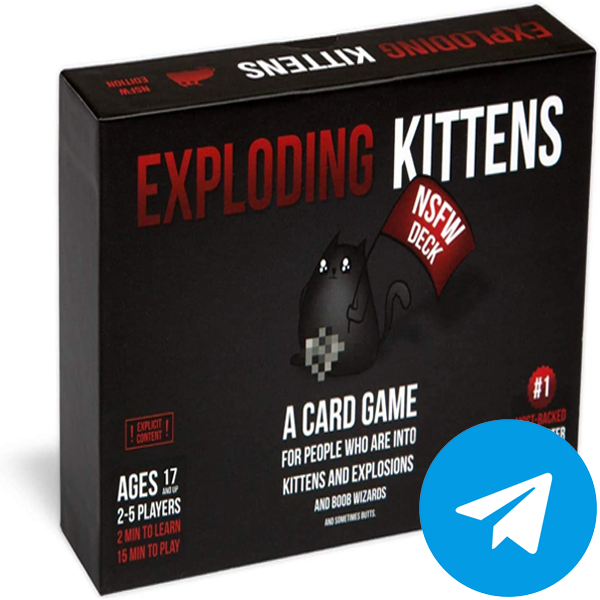 EXPLODING KITTENS
NSFW
EDITION
EXPLODING KITTENS
NSFW
DECK
A CARD GAME
FOR PEOPLE WHO ARE INTO
KITTENS AND EXPLOSIONS
AND BOOB WIZARDS
AND SOMETIMES BUTTS.
! EXPLICIT
CONTENT !
AGES 17
AND UP
2-5 PLAYERS
2 MIN TO LEARN
15 MIN TO PLAY
#1